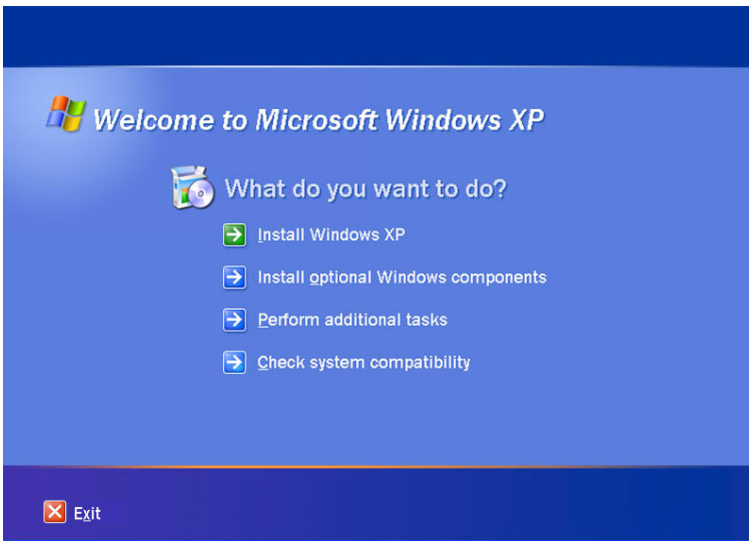 Welcome to Microsoft Windows XP
What do you want to do?
Install Windows XP
Install optional Windows components
Perform additional tasks
Check system compatibility
Exit